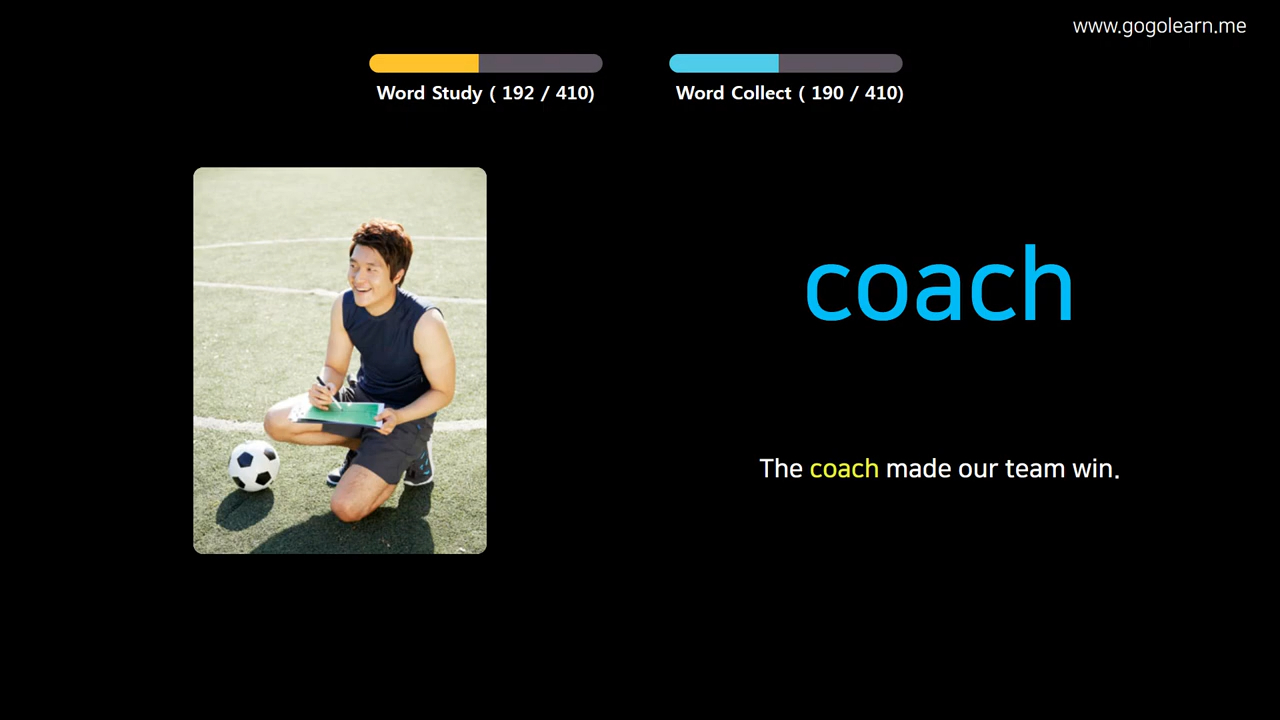 www.gogolearn.me
Word Study ( 192 / 410)
Word Collect ( 190 / 410)
coach
The coach made our team win.